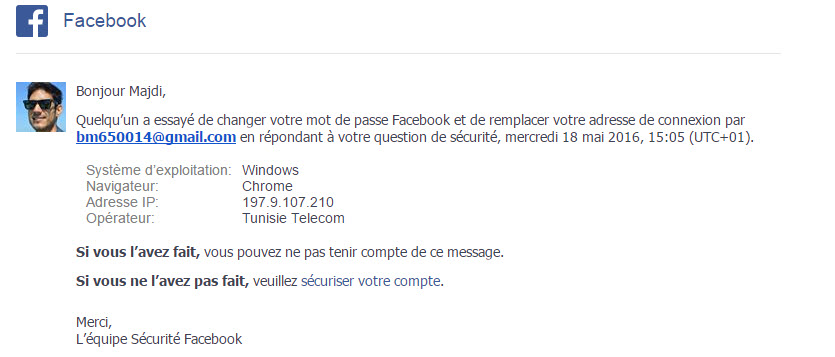 Facebook
Bonjour Majdi,
Quelqu’un a essayé de changer votre mot de passe Facebook et de remplacer votre adresse de connexion par
bm650014@gmail.com en répondant à votre question de sécurité, mercredi 18 mai 2016, 15:05 (UTC+01).
Système d’exploitation: Windows
Navigateur: Chrome
Adresse IP: 197.9.107.210
Opérateur: Tunisie Telecom
Si vous l’avez fait, vous pouvez ne pas tenir compte de ce message.
Si vous ne l’avez pas fait, veuillez sécuriser votre compte.
Merci,
L’équipe Sécurité Facebook